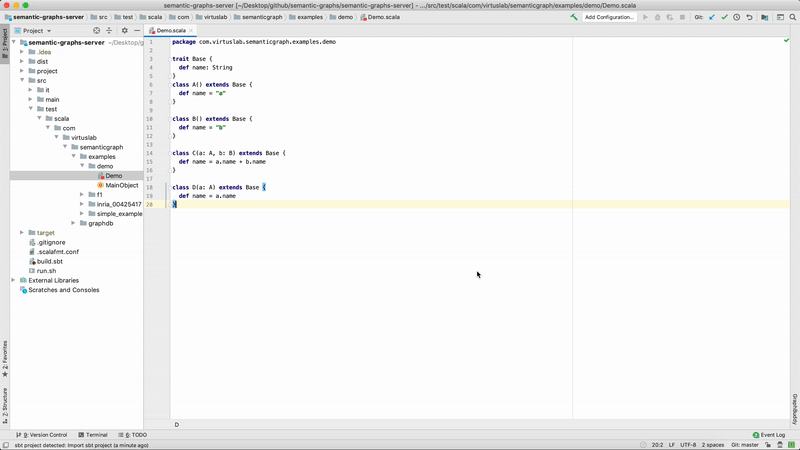 semantic-graphs-server [~/Desktop/github/semantic-graphs/semantic-graphs-server] - .../src/test/scala/com/virtuslab/semanticgraph/examples/demo/Demo.scala
semantic-graphs-server src test scala com virtuslab semanticgraph examples demo Demo.scala Add Configuration... Git:
Project
Demo.scala
1: Project
semantic-graphs-server ~/Desktop/g
.idea
dist
project
src
it
main
test
scala
com
virtuslab
semanticgraph
examples
demo
Demo
MainObject
f1
inria_00425417
simple_example
graphdb
target
.gitignore
.scalafmt.conf
build.sbt
run.sh
External Libraries
Scratches and Consoles
1 package com.virtuslab.semanticgraph.examples.demo
2
3 trait Base {
4 def name: String
5 }
6 class A() extends Base {
7 def name = "a"
8 }
9
10 class B() extends Base {
11 def name = "b"
12 }
13
14 class C(a: A, b: B) extends Base {
15 def name = a.name + b.name
16 }
17
18 class D(a: A) extends Base {
19 def name = a.name
20 }
2: Favorites
Z: Structure
GraphBuddy
D
9: Version Control Terminal 6: TODO
2 Event Log
sbt project detected: Import sbt project (a minute ago)
20:2 LF UTF-8 2 spaces Git: master